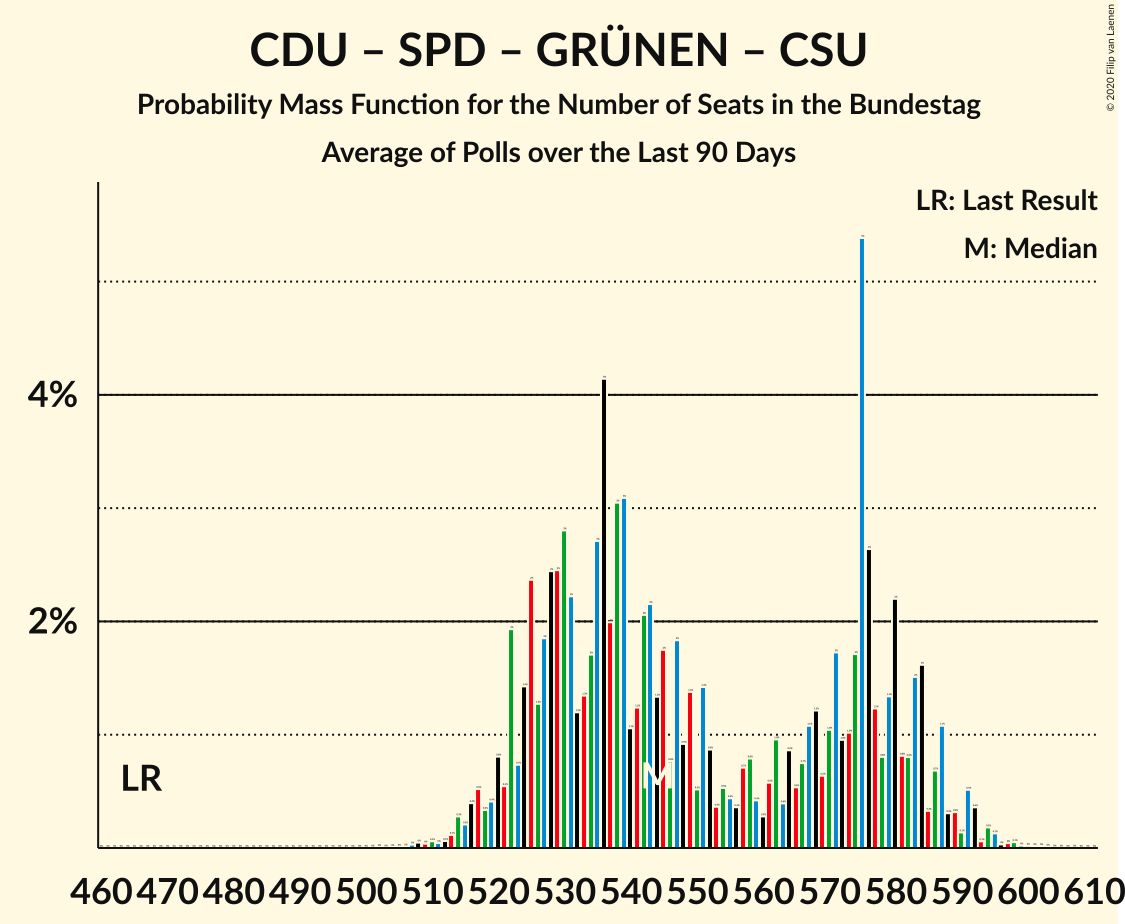 CDU – SPD – GRÜNEN – CSU
Probability Mass Function for the Number of Seats in the Bundestag
Average of Polls over the Last 90 Days
© 2020 Filip van Laenen
LR: Last Result
M: Median
4%
2%
LR
M
460 470 480 490 500 510 520 530 540 550 560 570 580 590 600 610